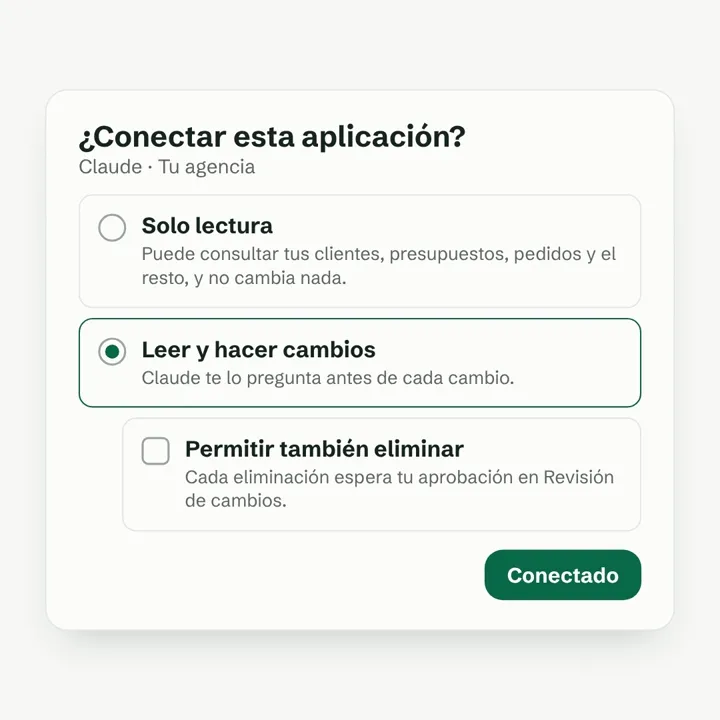 ¿Conectar esta aplicación?
Claude · Tu agencia
Solo lectura
Puede consultar tus clientes, presupuestos, pedidos y el
resto, y no cambia nada.
Leer y hacer cambios
Claude te lo pregunta antes de cada cambio.
Permitir también eliminar
Cada eliminación espera tu aprobación en Revisión
de cambios.
Conectado